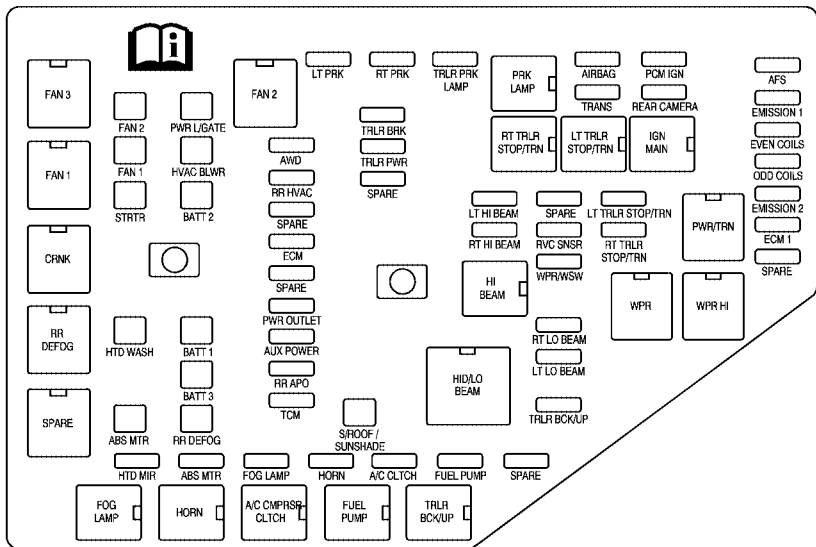 LT PRK
RT PRK
TRLR PRK
LAMP
PRK
LAMP
AIRBAG
PCM IGN
AFS
FAN 3
FAN 2
TRANS
REAR CAMERA
EMISSION 1
FAN 2
PWR L/GATE
TRLR BRK
RT TRLR
STOP/TRN
LT TRLR
STOP/TRN
IGN
MAIN
EVEN COILS
AWD
TRLR PWR
FAN 1
FAN 1
HVAC BLWR
RR HVAC
SPARE
ODD COILS
STRTR
BATT 2
SPARE
LT HI BEAM
SPARE
LT TRLR STOP/TRN
EMISSION 2
PWR/TRN
RT HI BEAM
RVC SNSR
RT TRLR
STOP/TRN
ECM 1
ECM
CRNK
SPARE
WPR/WSW
SPARE
HI
BEAM
WPR
WPR HI
PWR OUTLET
RR
DEFOG
HTD WASH
BATT 1
AUX POWER
RT LO BEAM
LT LO BEAM
RR APO
HID/LO
BEAM
BATT 3
TCM
TRLR BCK/UP
SPARE
ABS MTR
RR DEFOG
S/ROOF /
SUNSHADE
HTD MIR
ABS MTR
FOG LAMP
HORN
A/C CLTCH
FUEL PUMP
SPARE
FOG
LAMP
HORN
A/C CMPRSR
CLTCH
FUEL
PUMP
TRLR
BCK/UP